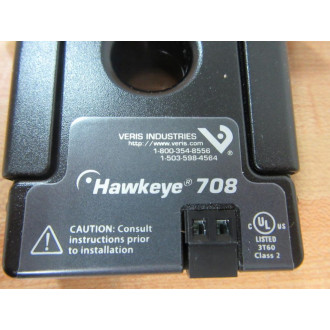 VERIS INDUSTRIES
http://www.veris.com
1-800-354-8556
1-503-598-4564
Hawkeye® 708
CAUTION: Consult
instructions prior
to installation
C UL US
LISTED
3T60
Class 2